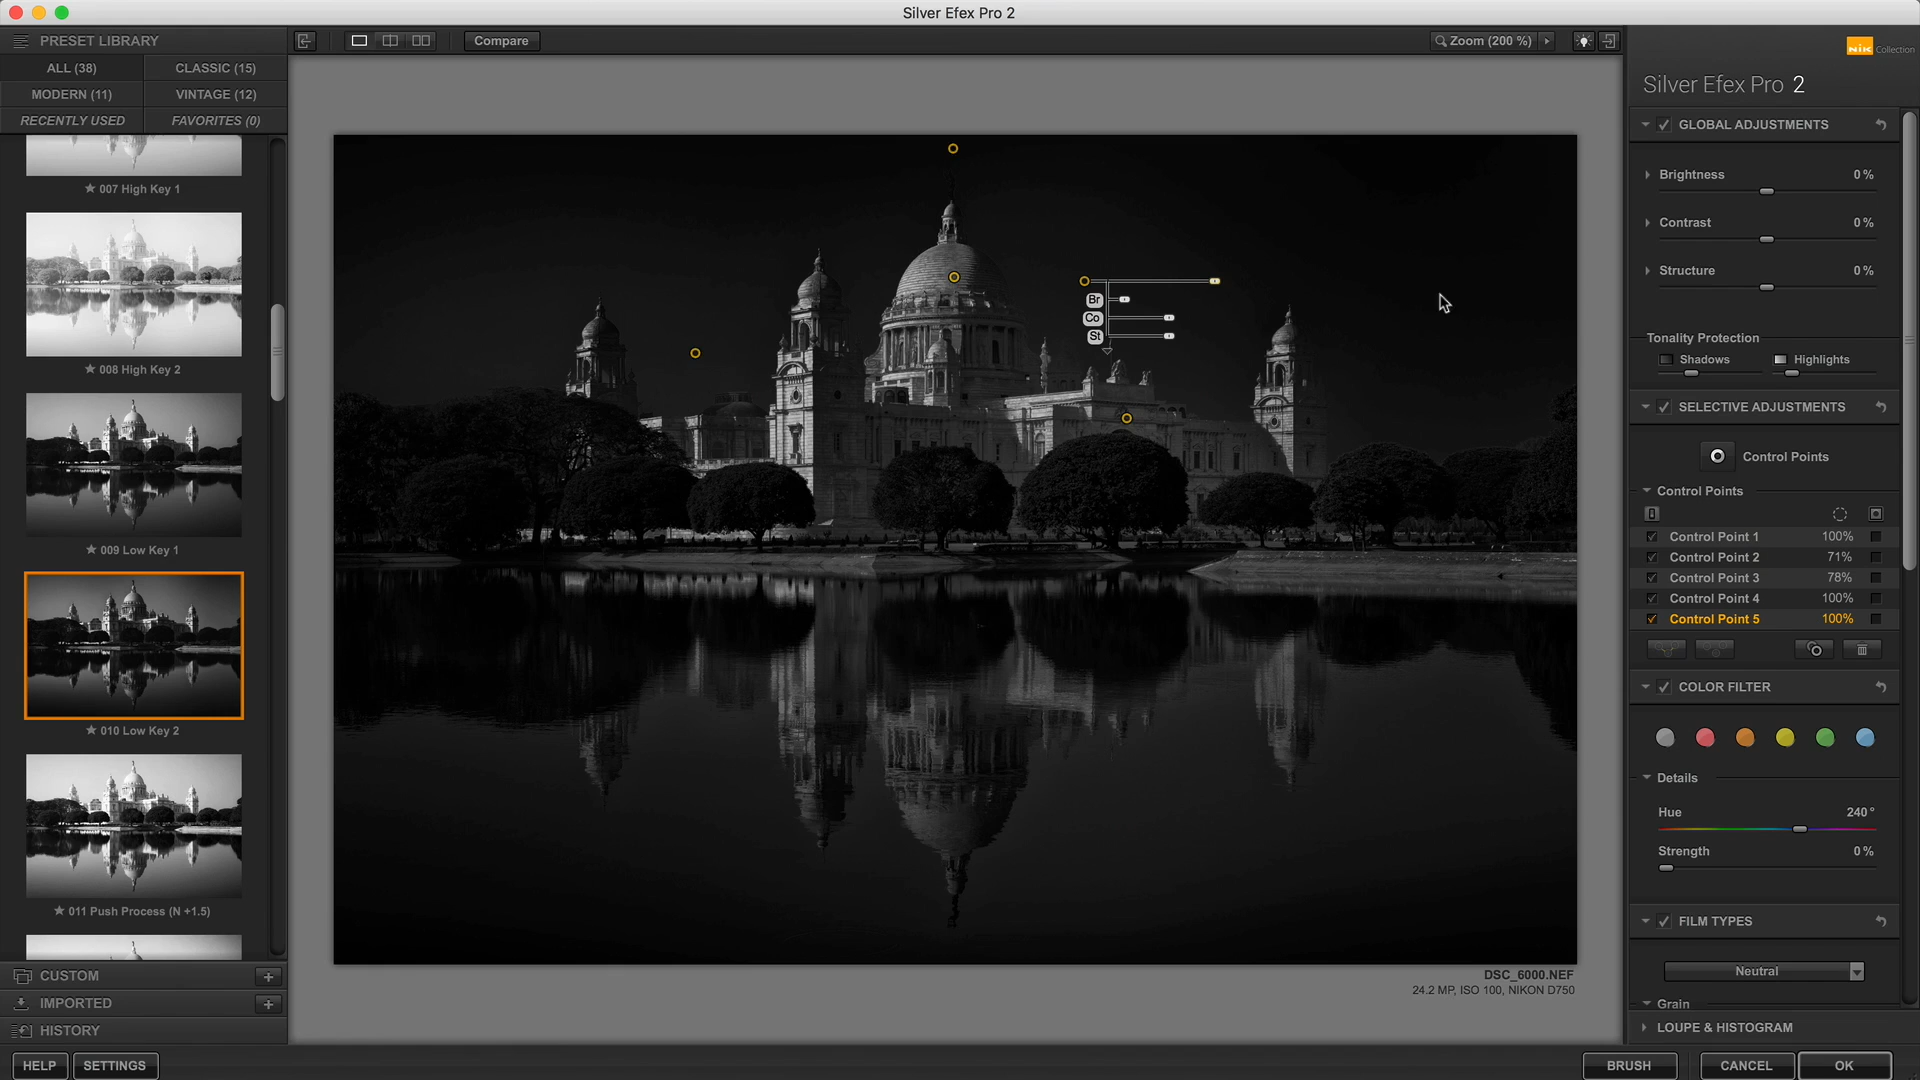 Silver Efex Pro 2
PRESET LIBRARY
Compare
Zoom (200 %)
Nik Collection
ALL (38)
CLASSIC (15)
MODERN (11)
VINTAGE (12)
RECENTLY USED
FAVORITES (0)
★ 007 High Key 1
★ 008 High Key 2
★ 009 Low Key 1
★ 010 Low Key 2
★ 011 Push Process (N +1.5)
CUSTOM
IMPORTED
HISTORY
HELP
SETTINGS
Br
Co
St
DSC_6000.NEF
24.2 MP, ISO 100, NIKON D750
Silver Efex Pro 2
GLOBAL ADJUSTMENTS
Brightness 0 %
Contrast 0 %
Structure 0 %
Tonality Protection
Shadows
Highlights
SELECTIVE ADJUSTMENTS
Control Points
Control Points
Control Point 1 100%
Control Point 2 71%
Control Point 3 78%
Control Point 4 100%
Control Point 5 100%
COLOR FILTER
Details
Hue 240°
Strength 0 %
FILM TYPES
Neutral
Grain
LOUPE & HISTOGRAM
BRUSH
CANCEL
OK